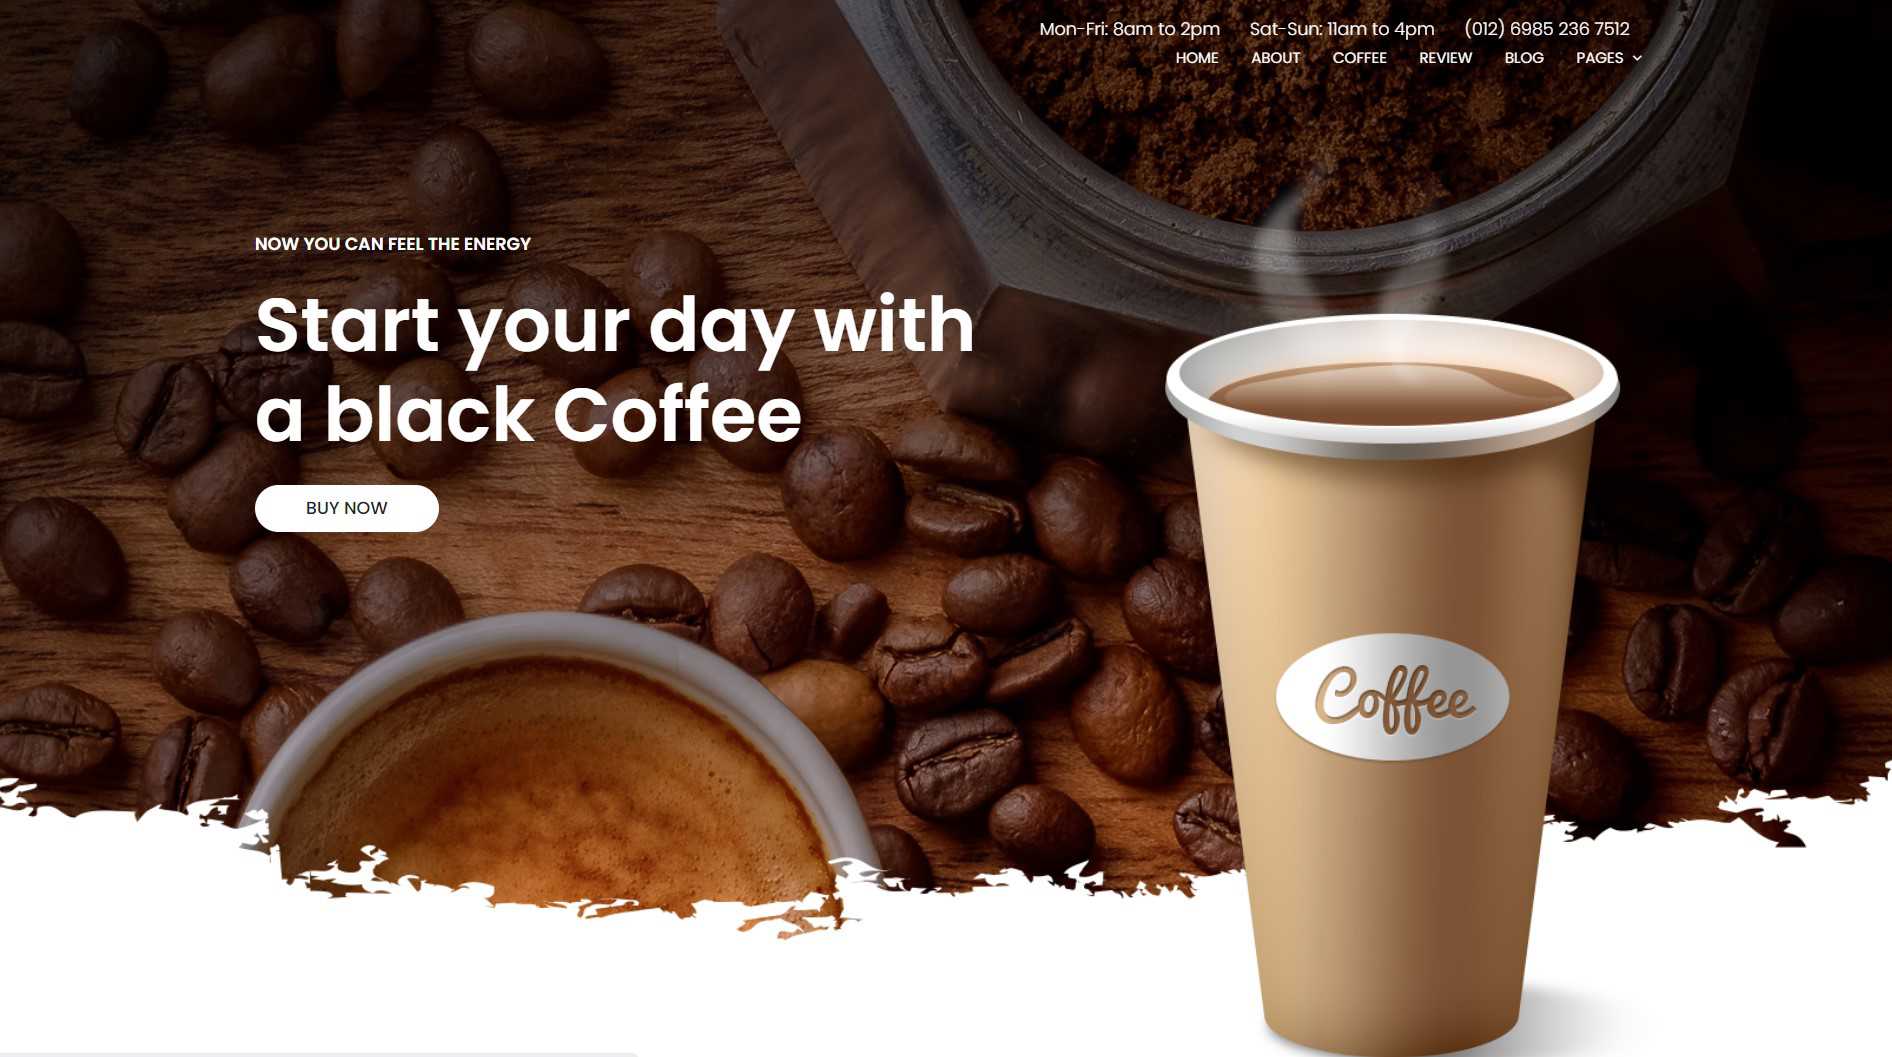 Mon-Fri: 8am to 2pm Sat-Sun: 11am to 4pm (012) 6985 236 7512
HOME ABOUT COFFEE REVIEW BLOG PAGES
NOW YOU CAN FEEL THE ENERGY
Start your day with
a black Coffee
BUY NOW
Coffee